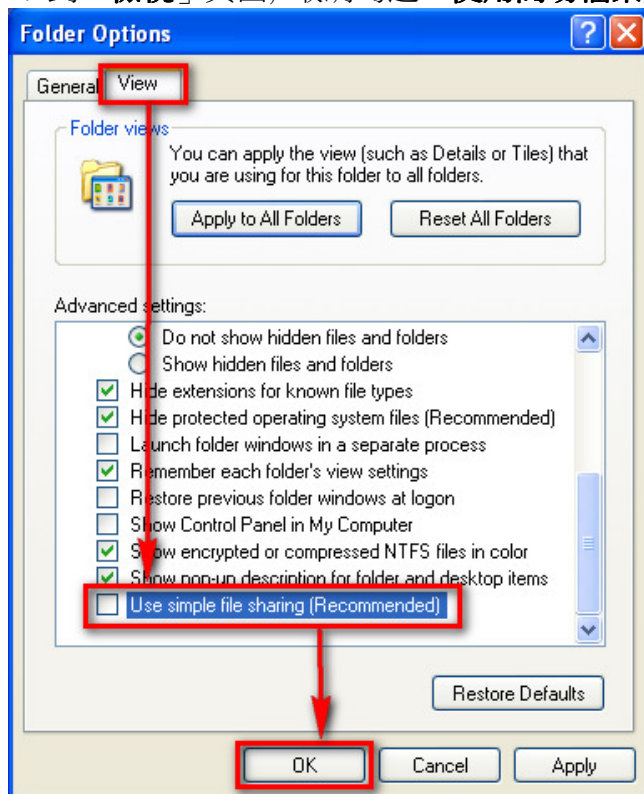 Folder Options
General View
Folder views
You can apply the view (such as Details or Tiles) that
you are using for this folder to all folders.
Apply to All Folders Reset All Folders
Advanced settings:
Do not show hidden files and folders
Show hidden files and folders
Hide extensions for known file types
Hide protected operating system files (Recommended)
Launch folder windows in a separate process
Remember each folder's view settings
Restore previous folder windows at logon
Show Control Panel in My Computer
Show encrypted or compressed NTFS files in color
Show pop-up description for folder and desktop items
Use simple file sharing (Recommended)
Restore Defaults
OK Cancel Apply